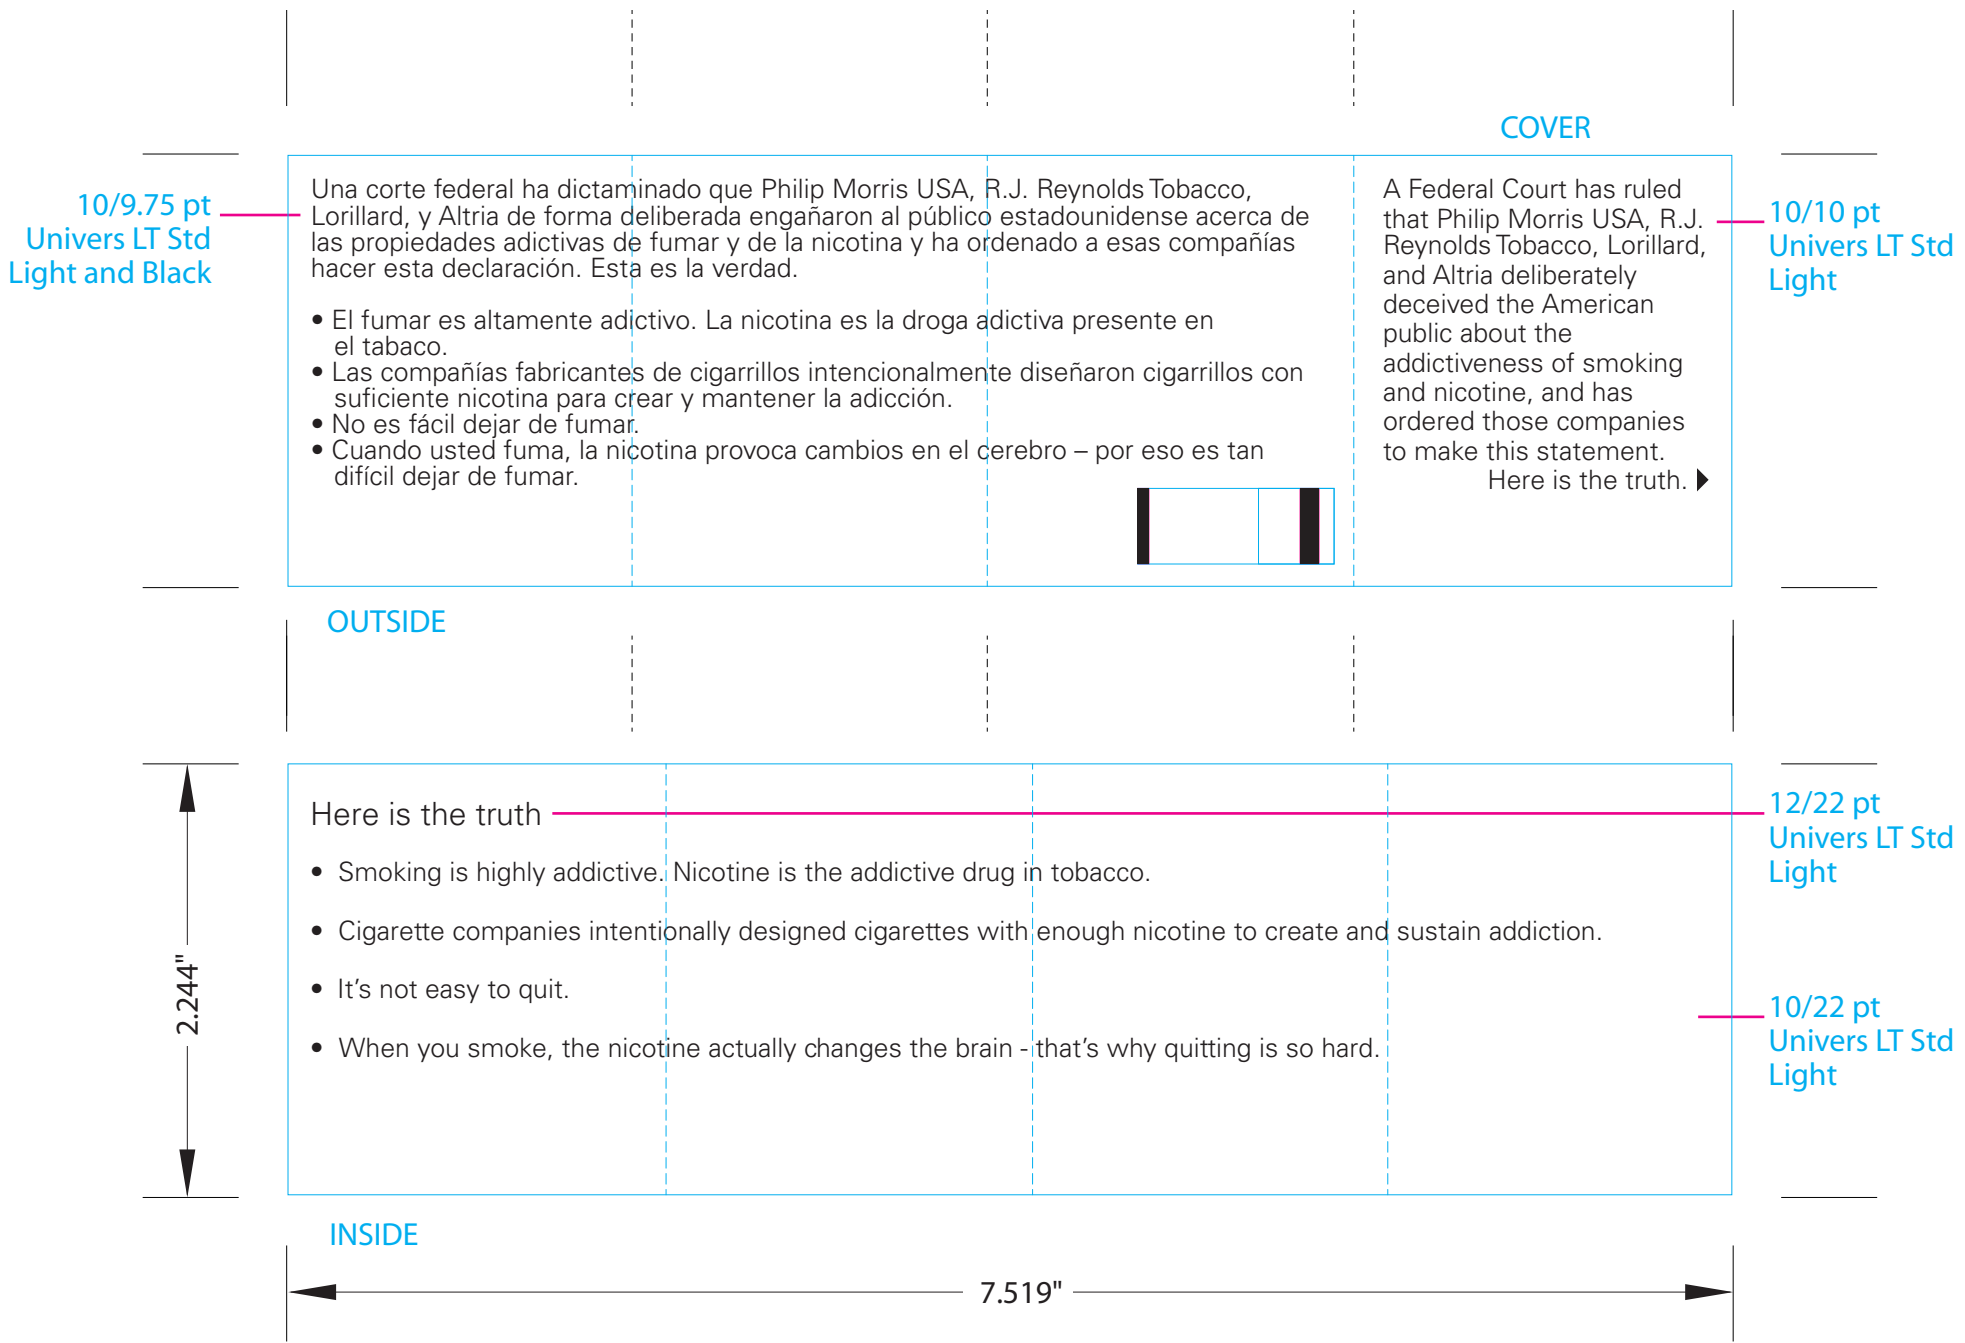 COVER
10/9.75 pt
Univers LT Std
Light and Black
Una corte federal ha dictaminado que Philip Morris USA, R.J. Reynolds Tobacco,
Lorillard, y Altria de forma deliberada engañaron al público estadounidense acerca de
las propiedades adictivas de fumar y de la nicotina y ha ordenado a esas compañías
hacer esta declaración. Esta es la verdad.
• El fumar es altamente adictivo. La nicotina es la droga adictiva presente en
el tabaco.
• Las compañías fabricantes de cigarrillos intencionalmente diseñaron cigarrillos con
suficiente nicotina para crear y mantener la adicción.
• No es fácil dejar de fumar.
• Cuando usted fuma, la nicotina provoca cambios en el cerebro – por eso es tan
difícil dejar de fumar.
A Federal Court has ruled
that Philip Morris USA, R.J.
Reynolds Tobacco, Lorillard,
and Altria deliberately
deceived the American
public about the
addictiveness of smoking
and nicotine, and has
ordered those companies
to make this statement.
Here is the truth.
10/10 pt
Univers LT Std
Light
OUTSIDE
Here is the truth
• Smoking is highly addictive. Nicotine is the addictive drug in tobacco.
• Cigarette companies intentionally designed cigarettes with enough nicotine to create and sustain addiction.
• It's not easy to quit.
• When you smoke, the nicotine actually changes the brain - that's why quitting is so hard.
12/22 pt
Univers LT Std
Light
10/22 pt
Univers LT Std
Light
2.244"
INSIDE
7.519"